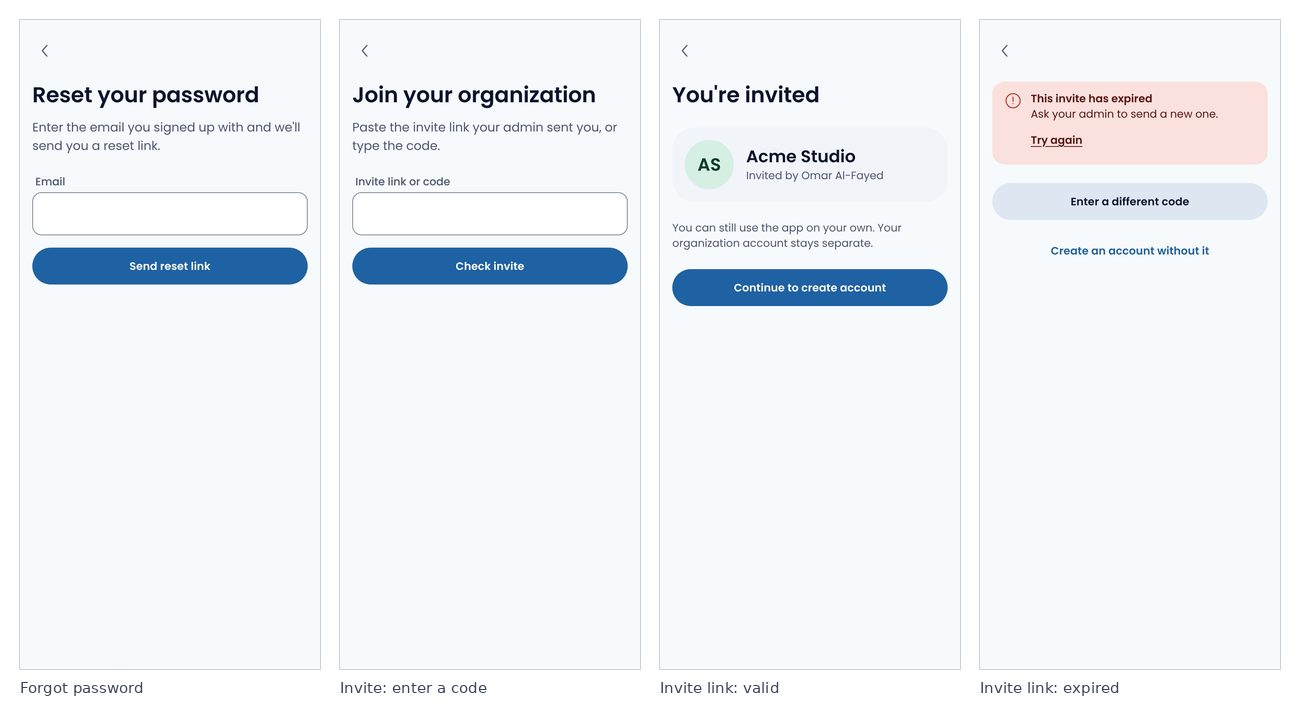 Reset your password
Enter the email you signed up with and we'll
send you a reset link.
Email
Send reset link
Forgot password
Join your organization
Paste the invite link your admin sent you, or
type the code.
Invite link or code
Check invite
Invite: enter a code
You're invited
AS
Acme Studio
Invited by Omar Al-Fayed
You can still use the app on your own. Your
organization account stays separate.
Continue to create account
Invite link: valid
This invite has expired
Ask your admin to send a new one.
Try again
Enter a different code
Create an account without it
Invite link: expired